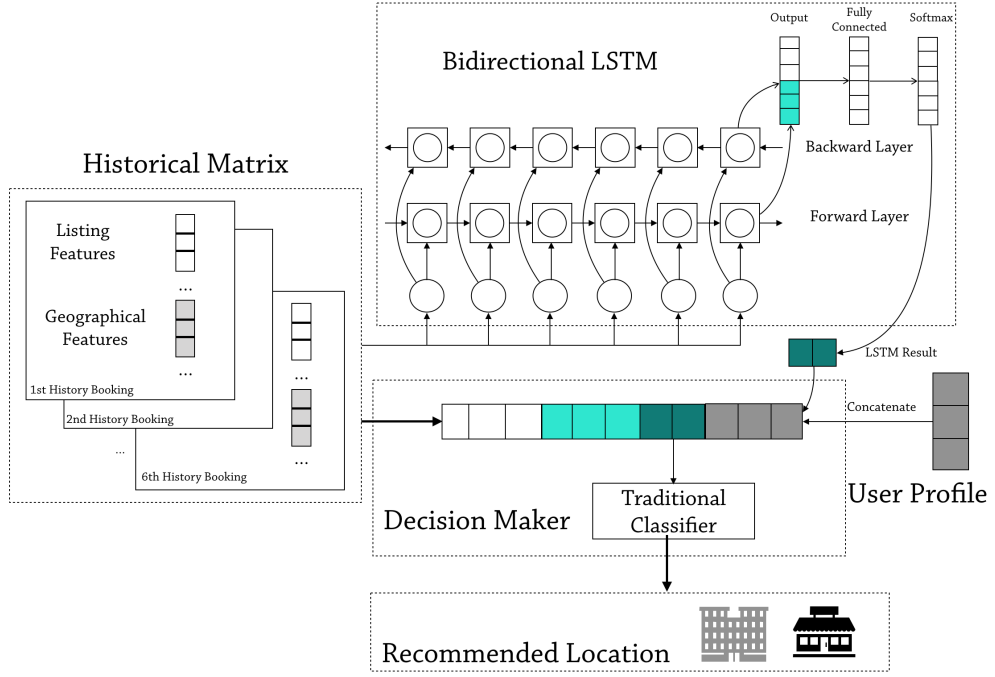 Output
Fully
Connected
Softmax
Bidirectional LSTM
Backward Layer
Forward Layer
Historical Matrix
Listing
Features
...
Geographical
Features
...
1st History Booking
2nd History Booking
...
6th History Booking
...
...
LSTM Result
Concatenate
User Profile
Decision Maker
Traditional
Classifier
Recommended Location